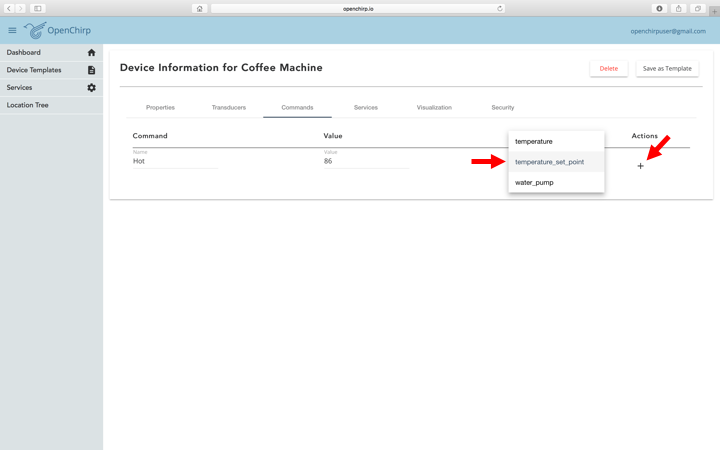 openchirp.io
OpenChirp
openchirpuser@gmail.com
Dashboard
Device Templates
Services
Location Tree
Device Information for Coffee Machine
Delete
Save as Template
Properties
Transducers
Commands
Services
Visualization
Security
Command
Value
Actions
Name
Hot
Value
86
temperature
temperature_set_point
water_pump